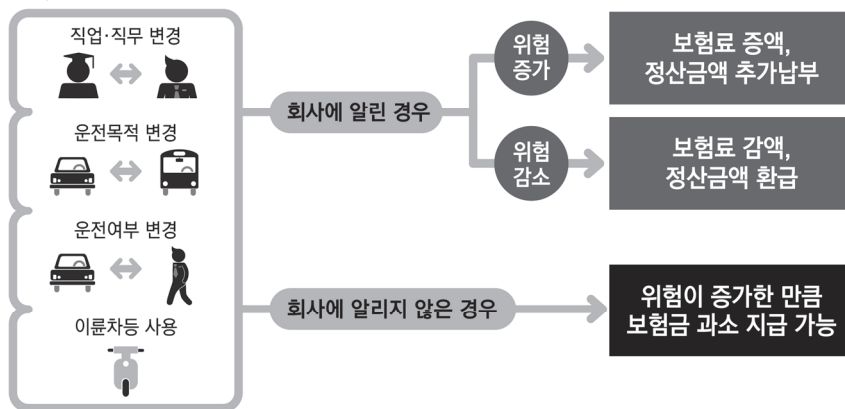 직업·직무 변경
운전목적 변경
운전여부 변경
이륜차등 사용
회사에 알린 경우
위험
증가
보험료 증액,
정산금액 추가납부
위험
감소
보험료 감액,
정산금액 환급
회사에 알리지 않은 경우
위험이 증가한 만큼
보험금 과소 지급 가능